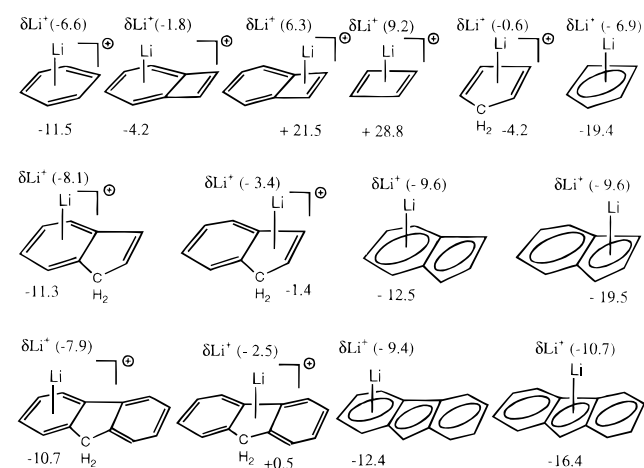 δLi⁺(-6.6) δLi⁺(-1.8) δLi⁺ (6.3) δLi⁺(9.2) δLi⁺(-0.6) δLi⁺ (- 6.9)
Li Li Li Li Li Li
⊕ ⊕ ⊕ ⊕ ⊕
C
H₂
-11.5 -4.2 + 21.5 + 28.8 -4.2 -19.4
δLi⁺ (-8.1) δLi⁺ (- 3.4) δLi⁺ (- 9.6) δLi⁺ (- 9.6)
Li Li Li Li
⊕ ⊕
C C
-11.3 H₂ H₂ -1.4 - 12.5 - 19.5
δLi⁺ (-7.9) δLi⁺ (- 2.5) δLi⁺ (- 9.4) δLi⁺ (-10.7)
Li Li Li Li
⊕ ⊕
C C
-10.7 H₂ H₂ +0.5 -12.4 -16.4